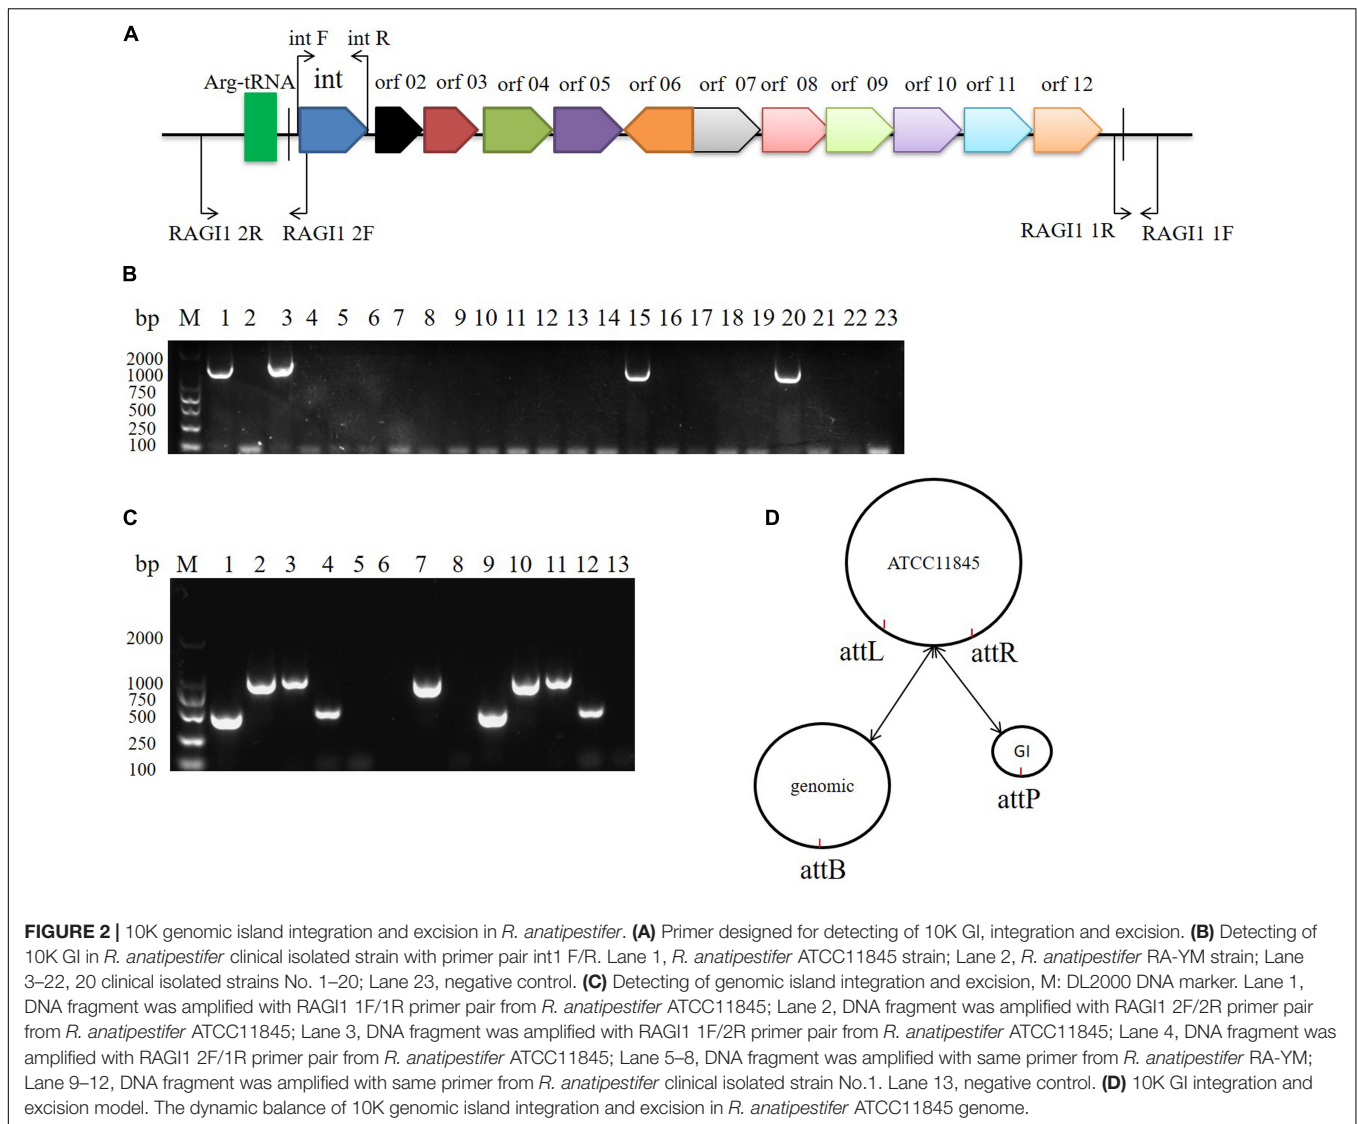 A
int F int R
Arg-tRNA int orf 02 orf 03 orf 04 orf 05 orf 06 orf 07 orf 08 orf 09 orf 10 orf 11 orf 12
RAGI1 2R RAGI1 2F RAGI1 1R RAGI1 1F
B
bp M 1 2 3 4 5 6 7 8 9 10 11 12 13 14 15 16 17 18 19 20 21 22 23
2000
1000
750
500
250
100
C
bp M 1 2 3 4 5 6 7 8 9 10 11 12 13
2000
1000
750
500
250
100
D
ATCC11845
attL attR
genomic
GI
attP
attB
FIGURE 2 | 10K genomic island integration and excision in R. anatipestifer. (A) Primer designed for detecting of 10K GI, integration and excision. (B) Detecting of
10K GI in R. anatipestifer clinical isolated strain with primer pair int1 F/R. Lane 1, R. anatipestifer ATCC11845 strain; Lane 2, R. anatipestifer RA-YM strain; Lane
3–22, 20 clinical isolated strains No. 1–20; Lane 23, negative control. (C) Detecting of genomic island integration and excision, M: DL2000 DNA marker. Lane 1,
DNA fragment was amplified with RAGI1 1F/1R primer pair from R. anatipestifer ATCC11845; Lane 2, DNA fragment was amplified with RAGI1 2F/2R primer pair
from R. anatipestifer ATCC11845; Lane 3, DNA fragment was amplified with RAGI1 1F/2R primer pair from R. anatipestifer ATCC11845; Lane 4, DNA fragment was
amplified with RAGI1 2F/1R primer pair from R. anatipestifer ATCC11845; Lane 5–8, DNA fragment was amplified with same primer from R. anatipestifer RA-YM;
Lane 9–12, DNA fragment was amplified with same primer from R. anatipestifer clinical isolated strain No.1. Lane 13, negative control. (D) 10K GI integration and
excision model. The dynamic balance of 10K genomic island integration and excision in R. anatipestifer ATCC11845 genome.